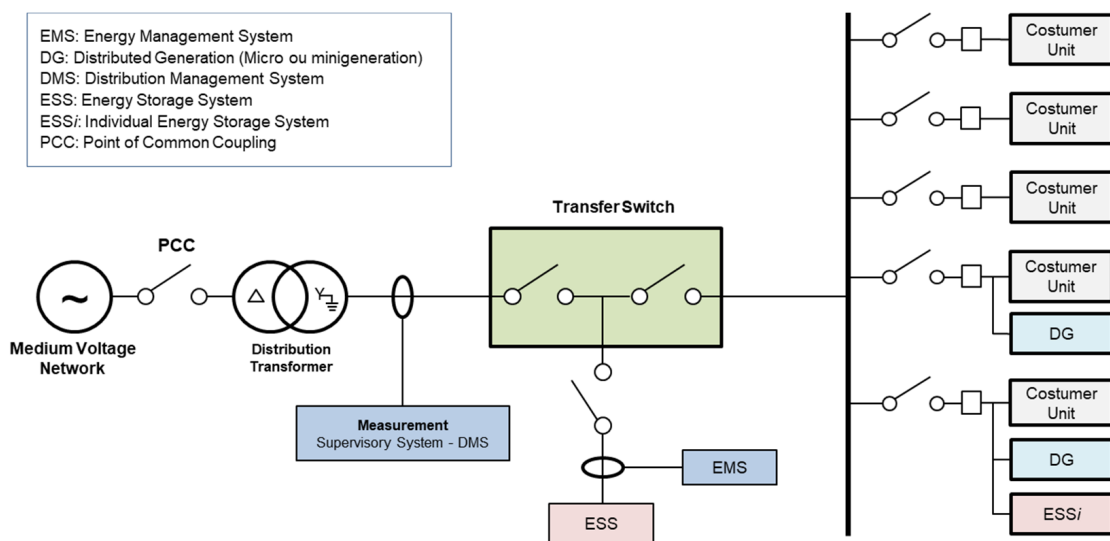 EMS: Energy Management System
DG: Distributed Generation (Micro ou minigeneration)
DMS: Distribution Management System
ESS: Energy Storage System
ESSi: Individual Energy Storage System
PCC: Point of Common Coupling
Transfer Switch
PCC
~
Δ
Y
Medium Voltage
Network
Distribution
Transformer
Measurement
Supervisory System - DMS
EMS
ESS
Costumer
Unit
Costumer
Unit
Costumer
Unit
Costumer
Unit
DG
Costumer
Unit
DG
ESSi